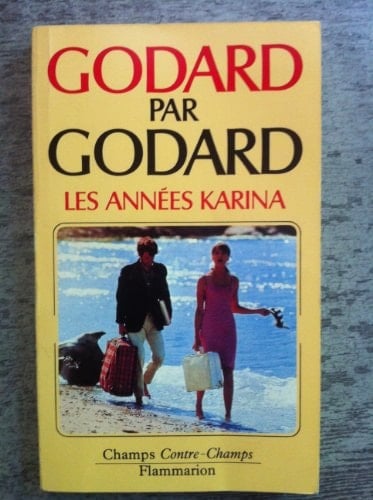 GODARD
PAR
GODARD
LES ANNÉES KARINA
Champs Contre-Champs
Flammarion